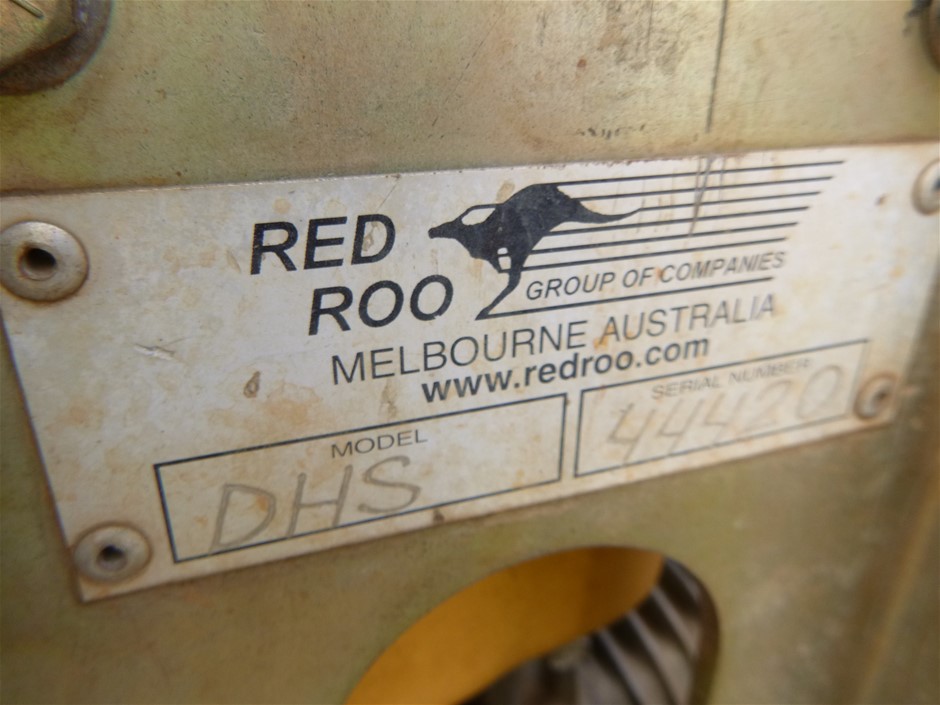 RED
ROO
GROUP OF COMPANIES
MELBOURNE AUSTRALIA
www.redroo.com
MODEL
DHS
SERIAL NUMBER
44420